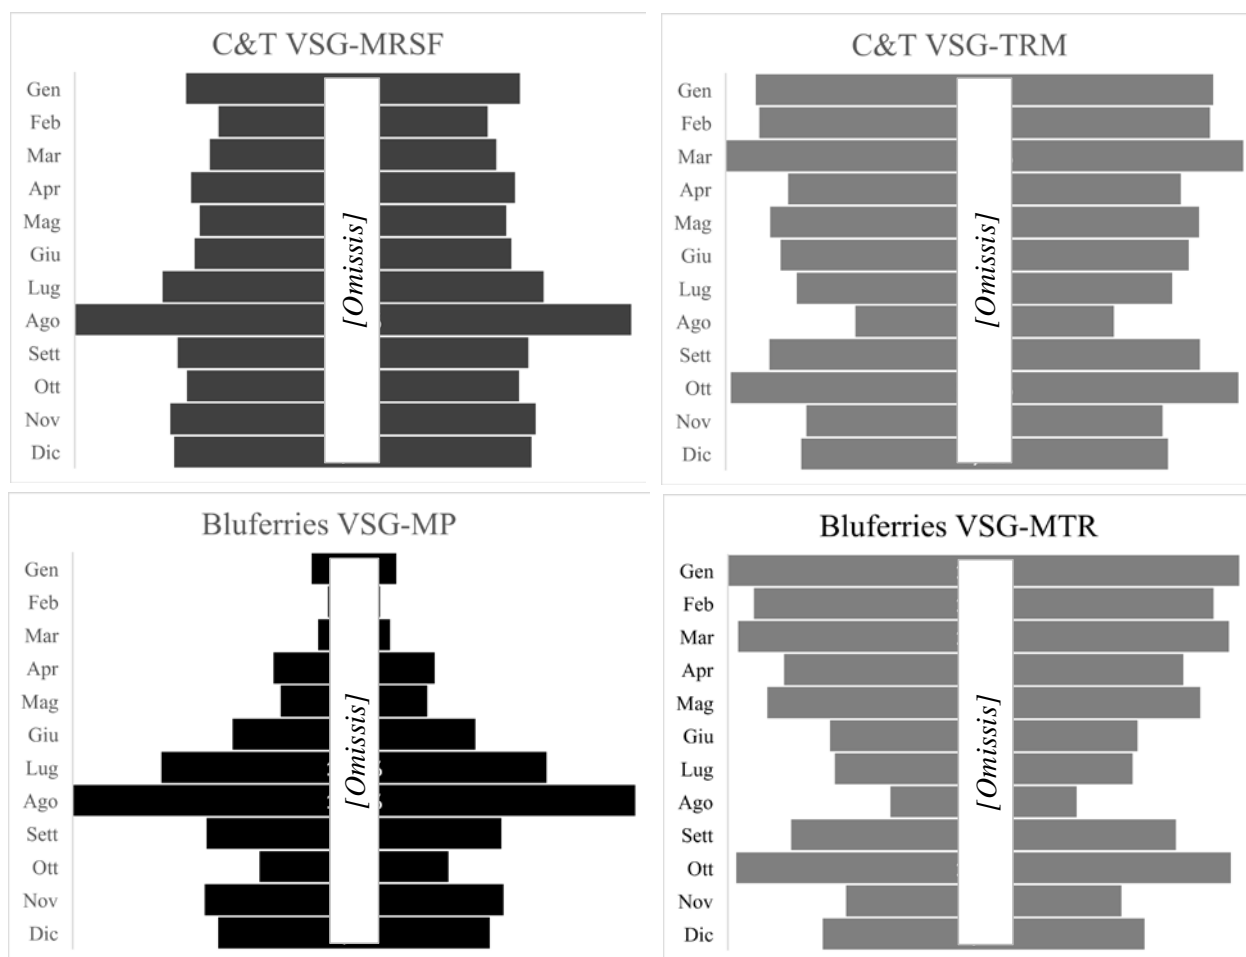 C&T VSG-MRSF
Gen
Feb
Mar
Apr
Mag
Giu
Lug
Ago
Sett
Ott
Nov
Dic
[Omissis]
C&T VSG-TRM
Gen
Feb
Mar
Apr
Mag
Giu
Lug
Ago
Sett
Ott
Nov
Dic
[Omissis]
Bluferries VSG-MP
Gen
Feb
Mar
Apr
Mag
Giu
Lug
Ago
Sett
Ott
Nov
Dic
[Omissis]
Bluferries VSG-MTR
Gen
Feb
Mar
Apr
Mag
Giu
Lug
Ago
Sett
Ott
Nov
Dic
[Omissis]